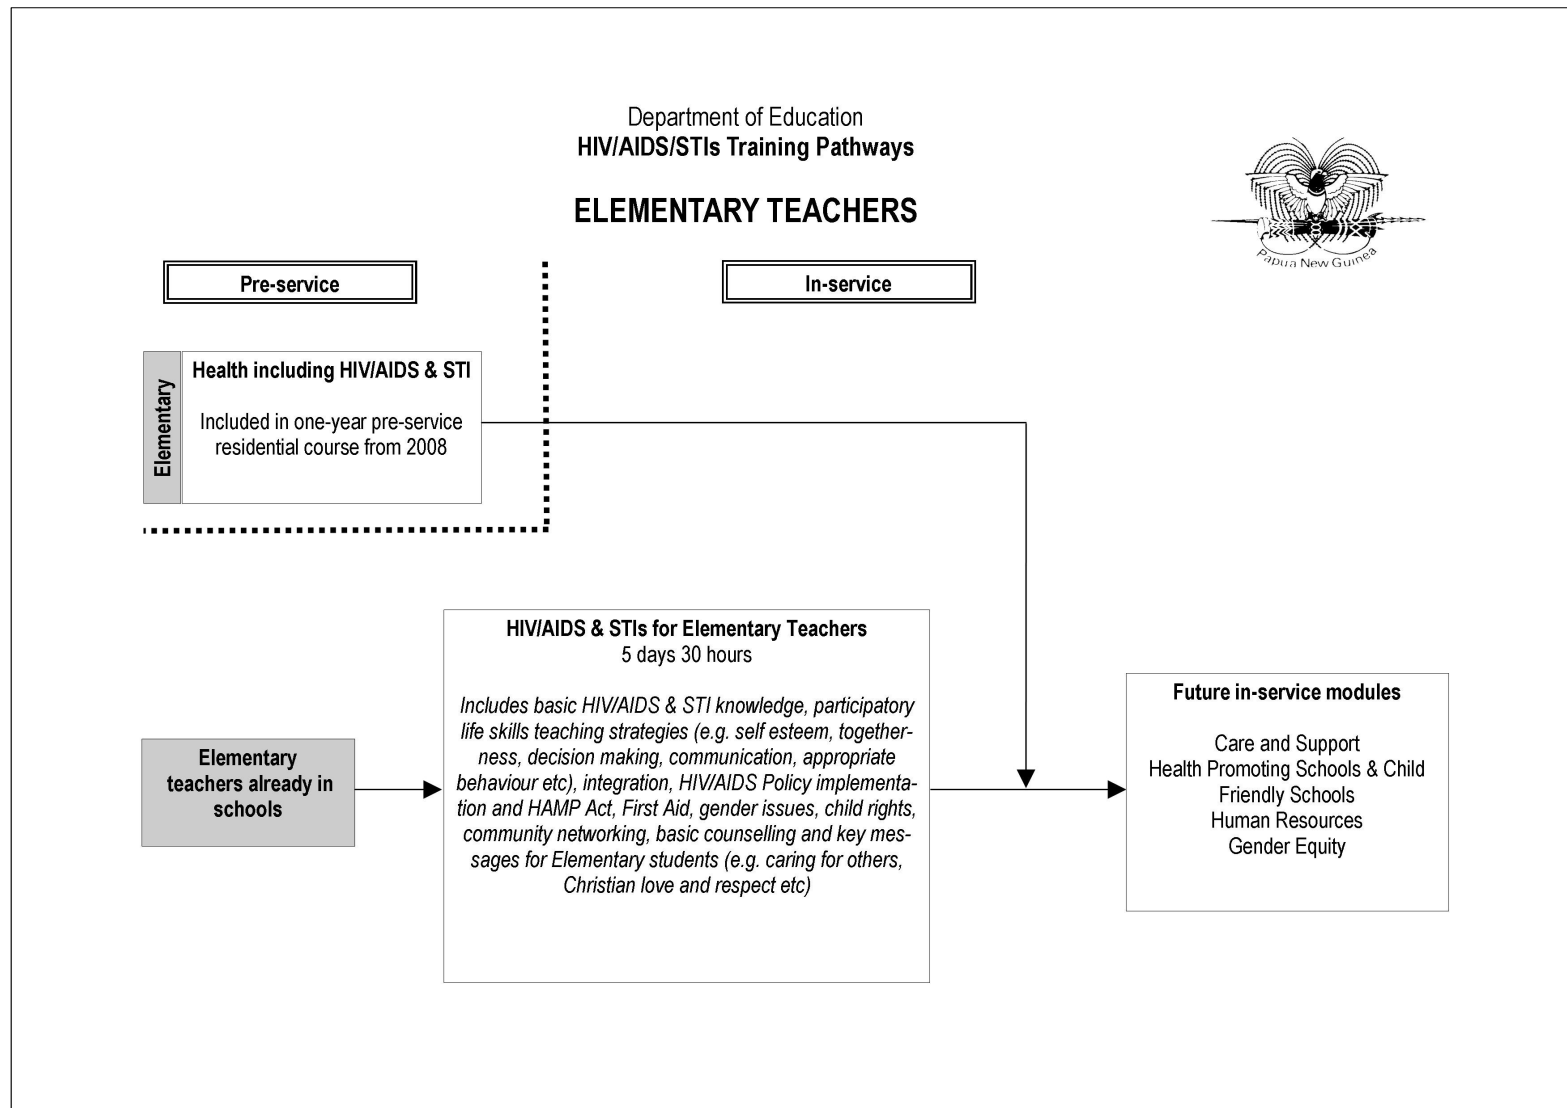 Department of Education
HIV/AIDS/STIs Training Pathways
ELEMENTARY TEACHERS
Papua New Guinea
Pre-service
In-service
Elementary
Health including HIV/AIDS & STI
Included in one-year pre-service
residential course from 2008
HIV/AIDS & STIs for Elementary Teachers
5 days 30 hours
Includes basic HIV/AIDS & STI knowledge, participatory
life skills teaching strategies (e.g. self esteem, together-
ness, decision making, communication, appropriate
behaviour etc), integration, HIV/AIDS Policy implementa-
tion and HAMP Act, First Aid, gender issues, child rights,
community networking, basic counselling and key mes-
sages for Elementary students (e.g. caring for others,
Christian love and respect etc)
Elementary
teachers already in
schools
Future in-service modules
Care and Support
Health Promoting Schools & Child
Friendly Schools
Human Resources
Gender Equity